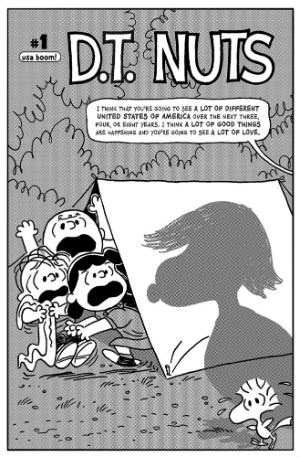 #1
usa boom!
D.T. NUTS
I THINK THAT YOU'RE GOING TO SEE A LOT OF DIFFERENT
UNITED STATES OF AMERICA OVER THE NEXT THREE,
FOUR, OR EIGHT YEARS. I THINK A LOT OF GOOD THINGS
ARE HAPPENING AND YOU'RE GOING TO SEE A LOT OF LOVE.